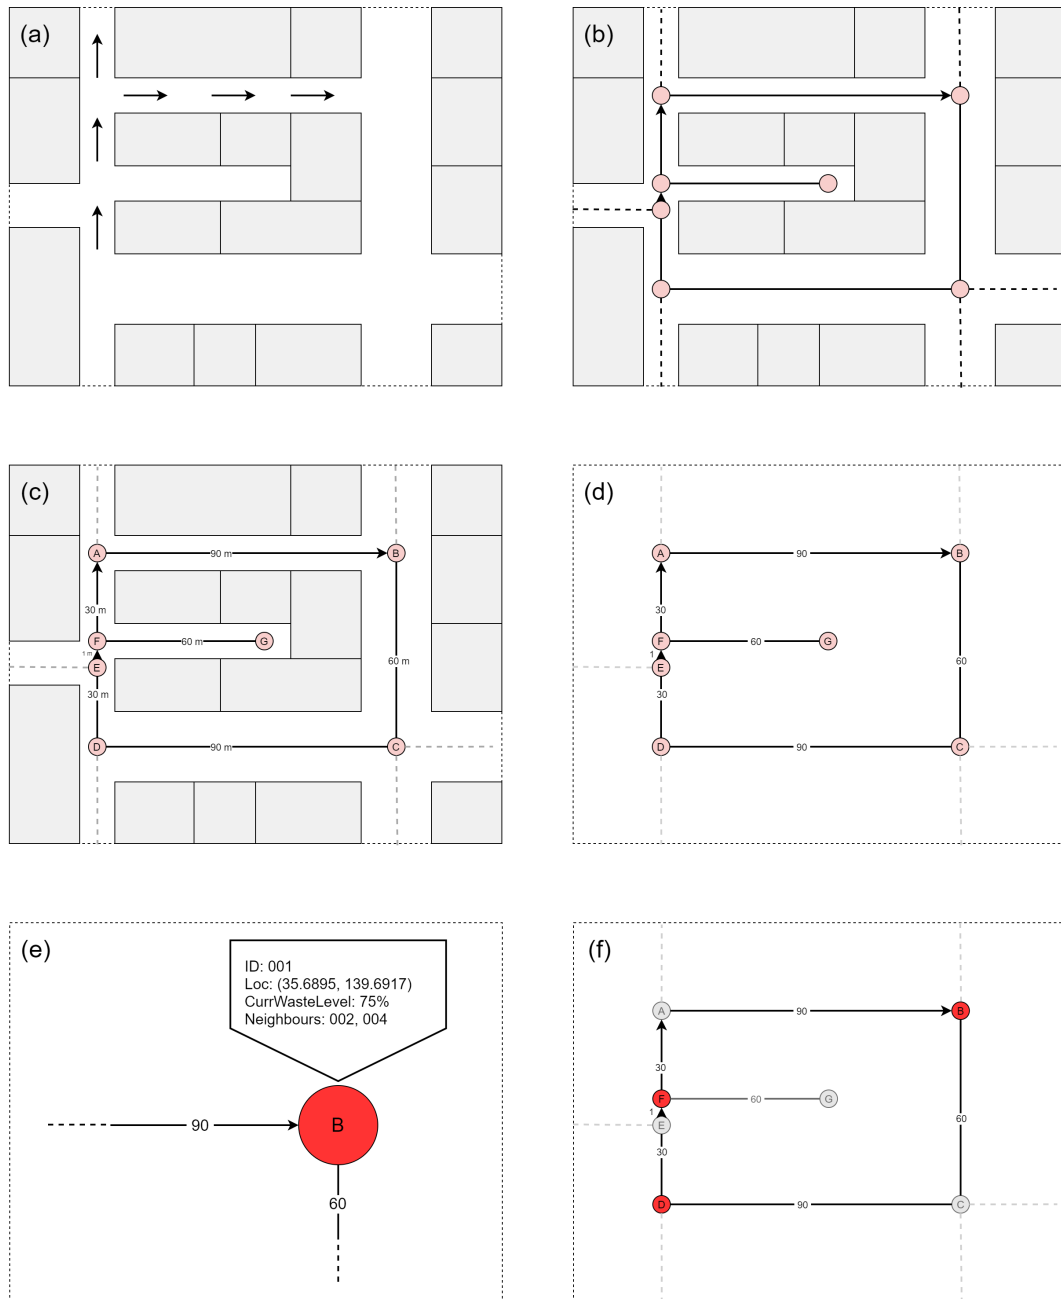 (a)
(b)
(c)
A
90 m
B
30 m
F
60 m
G
1 m
E
60 m
30 m
D
90 m
C
(d)
A
90
B
30
F
60
G
1
E
60
30
D
90
C
(e)
ID: 001
Loc: (35.6895, 139.6917)
CurrWasteLevel: 75%
Neighbours: 002, 004
90
B
60
(f)
A
90
B
30
F
60
G
1
E
60
30
D
90
C